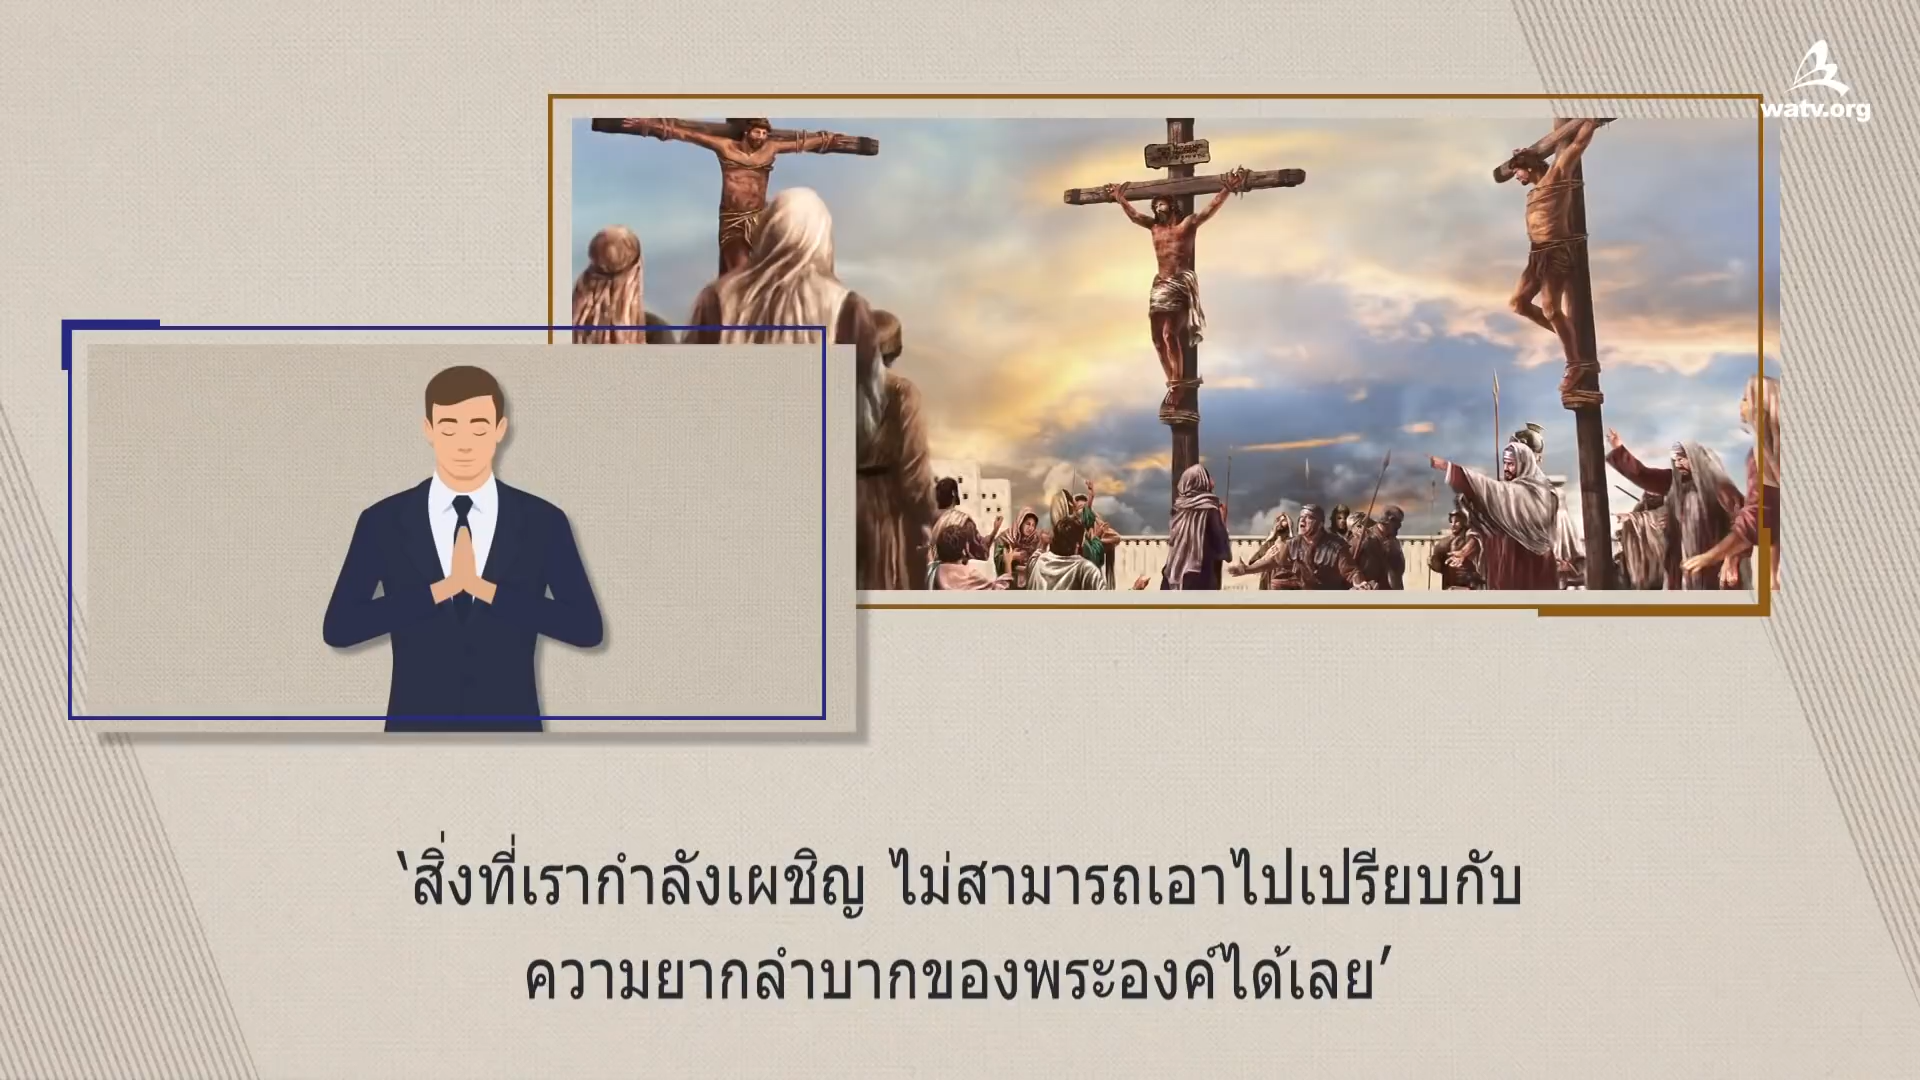 watv.org
‘สิ่งที่เรากำลังเผชิญ ไม่สามารถเอาไปเปรียบกับ
ความยากลำบากของพระองค์ได้เลย’